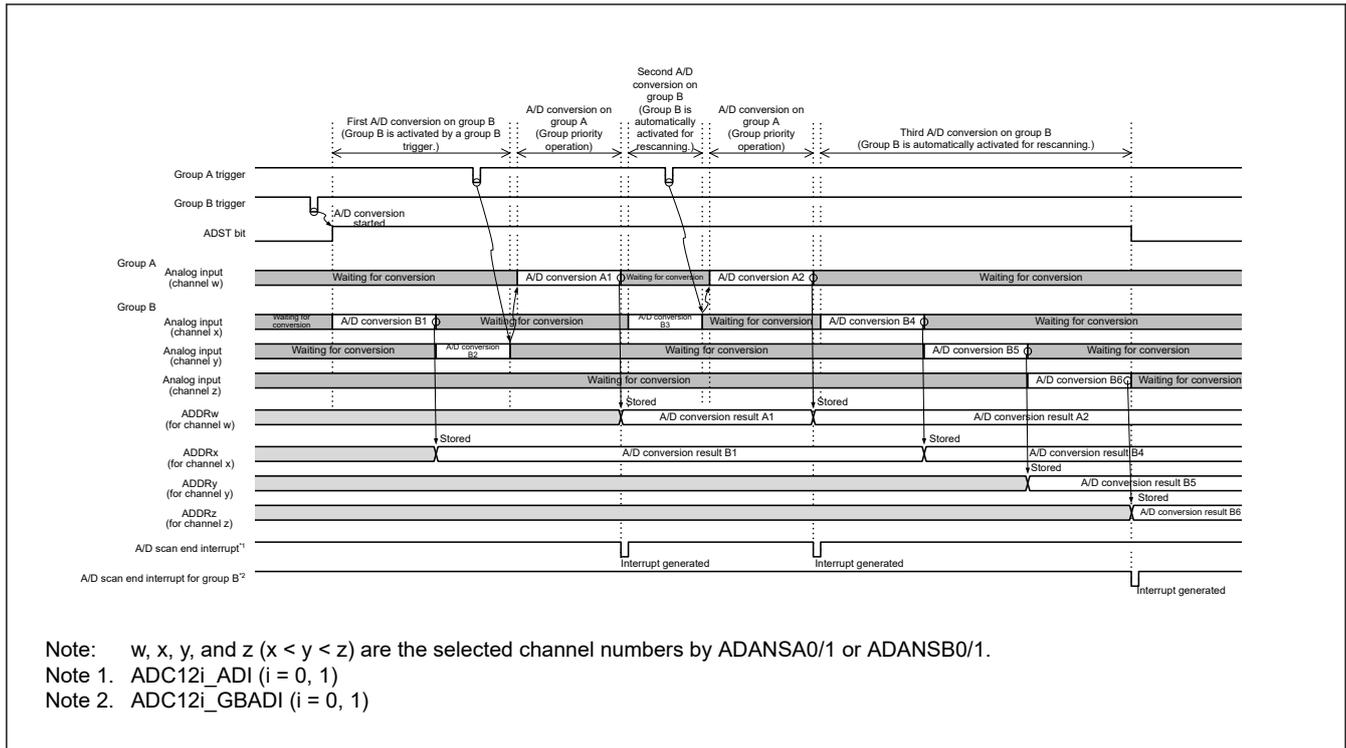 Second A/D
conversion on
group B
(Group B is
automatically
activated for
rescanning.)
First A/D conversion on group B
(Group B is activated by a group B
trigger.)
A/D conversion on
group A
(Group priority
operation)
A/D conversion on
group A
(Group priority
operation)
Third A/D conversion on group B
(Group B is automatically activated for rescanning.)
Group A trigger
Group B trigger
A/D conversion
started
ADST bit
Group A
Analog input
(channel w)
Waiting for conversion
A/D conversion A1
Waiting for conversion
A/D conversion A2
Waiting for conversion
Group B
Analog input
(channel x)
Waiting for
conversion
A/D conversion B1
Waiting for conversion
A/D conversion
B3
Waiting for conversion
A/D conversion B4
Waiting for conversion
Analog input
(channel y)
Waiting for conversion
A/D conversion
B2
Waiting for conversion
A/D conversion B5
Waiting for conversion
Analog input
(channel z)
Waiting for conversion
A/D conversion B6
Waiting for conversion
Stored
Stored
ADDRw
(for channel w)
A/D conversion result A1
A/D conversion result A2
Stored
Stored
ADDRx
(for channel x)
A/D conversion result B1
A/D conversion result B4
Stored
ADDRy
(for channel y)
A/D conversion result B5
Stored
ADDRz
(for channel z)
A/D conversion result B6
A/D scan end interrupt*1
Interrupt generated
Interrupt generated
A/D scan end interrupt for group B*2
Interrupt generated
Note: w, x, y, and z (x < y < z) are the selected channel numbers by ADANSA0/1 or ADANSB0/1.
Note 1. ADC12i_ADI (i = 0, 1)
Note 2. ADC12i_GBADI (i = 0, 1)